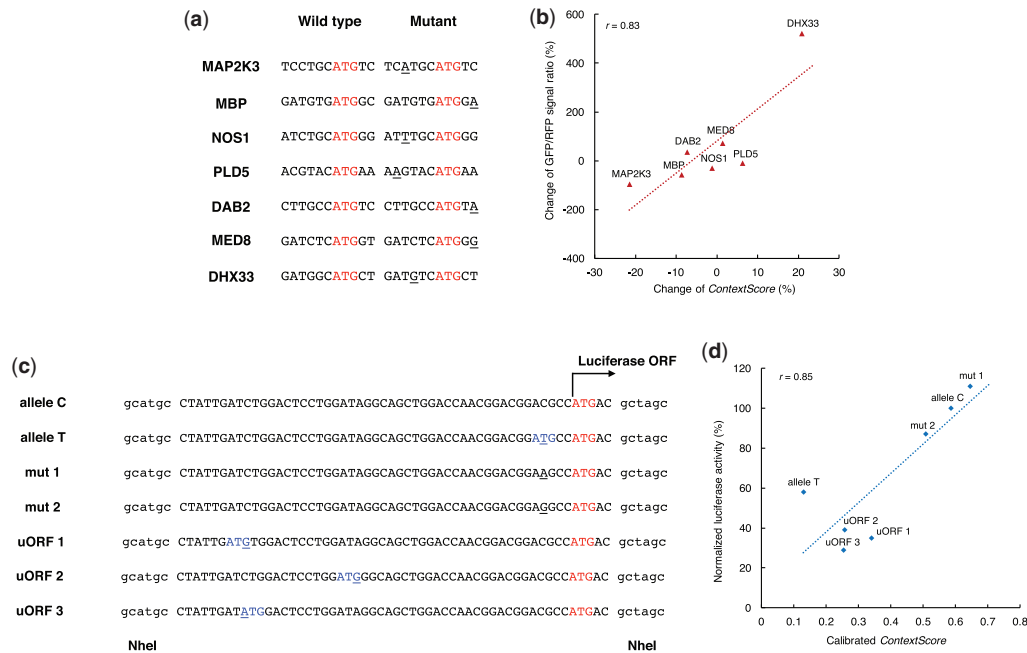 (a)
Wild type Mutant
MAP2K3 TCCTGCATGTC TCATGCATGTC
MBP GATGTGATGGC GATGTGATGGA
NOS1 ATCTGCATGGG ATTTGCATGGG
PLD5 ACGTACATGAA AAGTACATGAA
DAB2 CTTGCCATGTC CTTGCCATGTA
MED8 GATCTCATGGT GATCTCATGGG
DHX33 GATGGCATGCT GATGTCATGCT
(b)
r = 0.83
Change of GFP/RFP signal ratio (%)
600
400
200
0
-200
-400
-30 -20 -10 0 10 20 30
Change of ContextScore (%)
DHX33
MED8
DAB2
MBP
NOS1
PLD5
MAP2K3
(c)
Luciferase ORF
allele C gcatgc CTATTGATCTGGACTCCTGGATAGGCAGCTGGACCAACGGACGGACGCCATGAC gctagc
allele T gcatgc CTATTGATCTGGACTCCTGGATAGGCAGCTGGACCAACGGACGGATGCCATGAC gctagc
mut 1 gcatgc CTATTGATCTGGACTCCTGGATAGGCAGCTGGACCAACGGACGGAAGCCATGAC gctagc
mut 2 gcatgc CTATTGATCTGGACTCCTGGATAGGCAGCTGGACCAACGGACGGAGGCCATGAC gctagc
uORF 1 gcatgc CTATTGATGTGGACTCCTGGATAGGCAGCTGGACCAACGGACGGACGCCATGAC gctagc
uORF 2 gcatgc CTATTGATCTGGACTCCTGGATGGGCAGCTGGACCAACGGACGGACGCCATGAC gctagc
uORF 3 gcatgc CTATTGATATGGACTCCTGGATAGGCAGCTGGACCAACGGACGGACGCCATGAC gctagc
NheI NheI
(d)
r = 0.85
Normalized luciferase activity (%)
120
100
80
60
40
20
0
0 0.1 0.2 0.3 0.4 0.5 0.6 0.7 0.8
Calibrated ContextScore
mut 1
allele C
mut 2
allele T
uORF 2
uORF 1
uORF 3